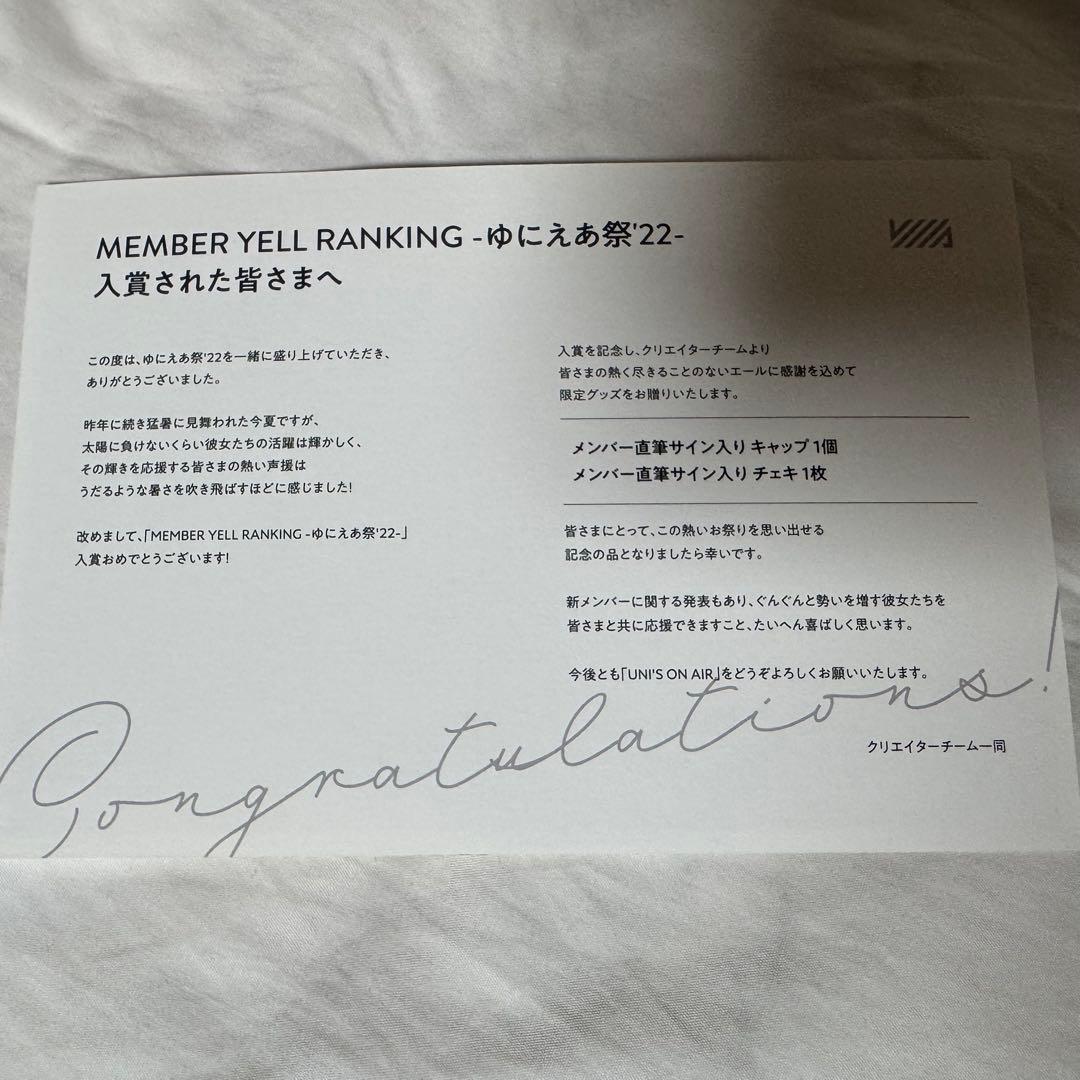 MEMBER YELL RANKING -ゆにえあ祭'22-
入賞された皆さまへ
この度は、ゆにえあ祭'22を一緒に盛り上げていただき、
ありがとうございました。
昨年に続き猛暑に見舞われた今夏ですが、
太陽に負けないくらい彼女たちの活躍は輝かしく、
その輝きを応援する皆さまの熱い声援は
うだるような暑さを吹き飛ばすほどに感じました!
改めまして、「MEMBER YELL RANKING -ゆにえあ祭'22-」
入賞おめでとうございます!
入賞を記念し、クリエイターチームより
皆さまの熱く尽きることのないエールに感謝を込めて
限定グッズをお贈りいたします。
メンバー直筆サイン入り キャップ 1個
メンバー直筆サイン入り チェキ 1枚
皆さまにとって、この熱いお祭りを思い出せる
記念の品となりましたら幸いです。
新メンバーに関する発表もあり、ぐんぐんと勢いを増す彼女たちを
皆さまと共に応援できますこと、たいへん喜ばしく思います。
今後とも「UNI'S ON AIR」をどうぞよろしくお願いいたします。
クリエイターチーム一同
Congratulations!